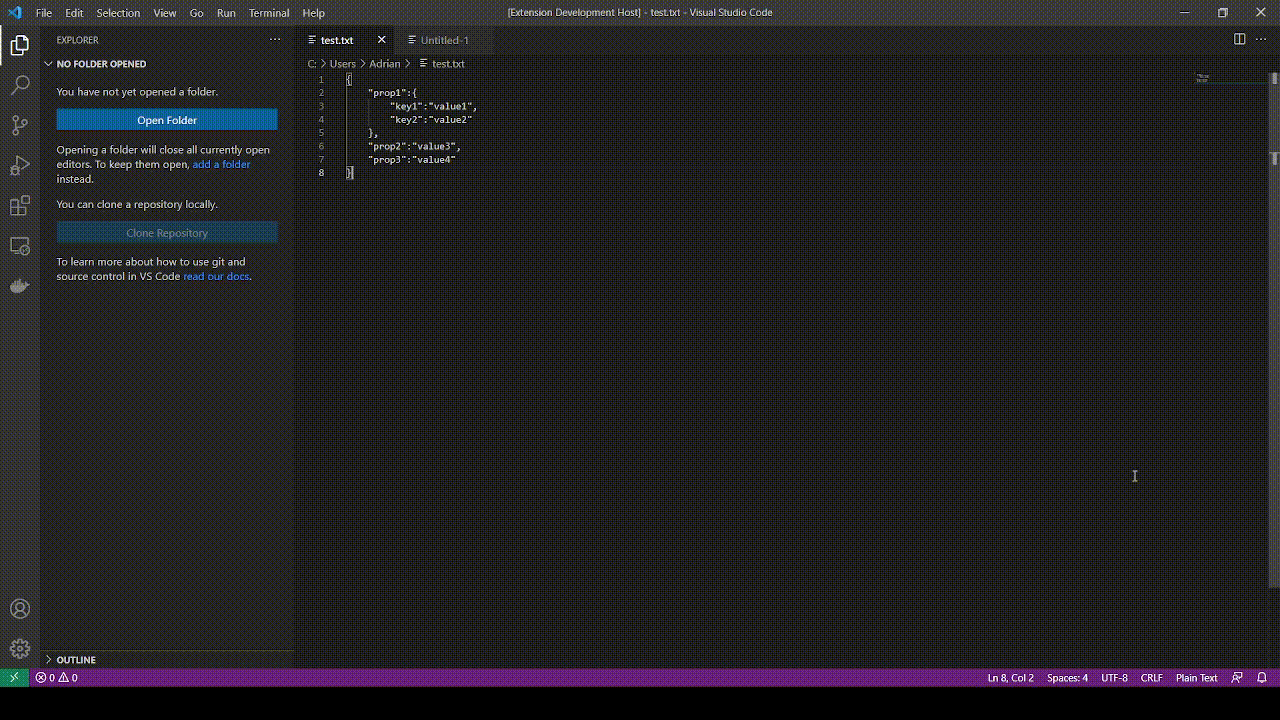 File Edit Selection View Go Run Terminal Help
[Extension Development Host] - test.txt - Visual Studio Code
EXPLORER
test.txt
Untitled-1
NO FOLDER OPENED
C: > Users > Adrian > test.txt
You have not yet opened a folder.
Open Folder
Opening a folder will close all currently open
editors. To keep them open, add a folder
instead.
You can clone a repository locally.
Clone Repository
To learn more about how to use git and
source control in VS Code read our docs.
1 {
2 "prop1":{
3 "key1":"value1",
4 "key2":"value2"
5 },
6 "prop2":"value3",
7 "prop3":"value4"
8 }
OUTLINE
0 0
Ln 8, Col 2 Spaces: 4 UTF-8 CRLF Plain Text